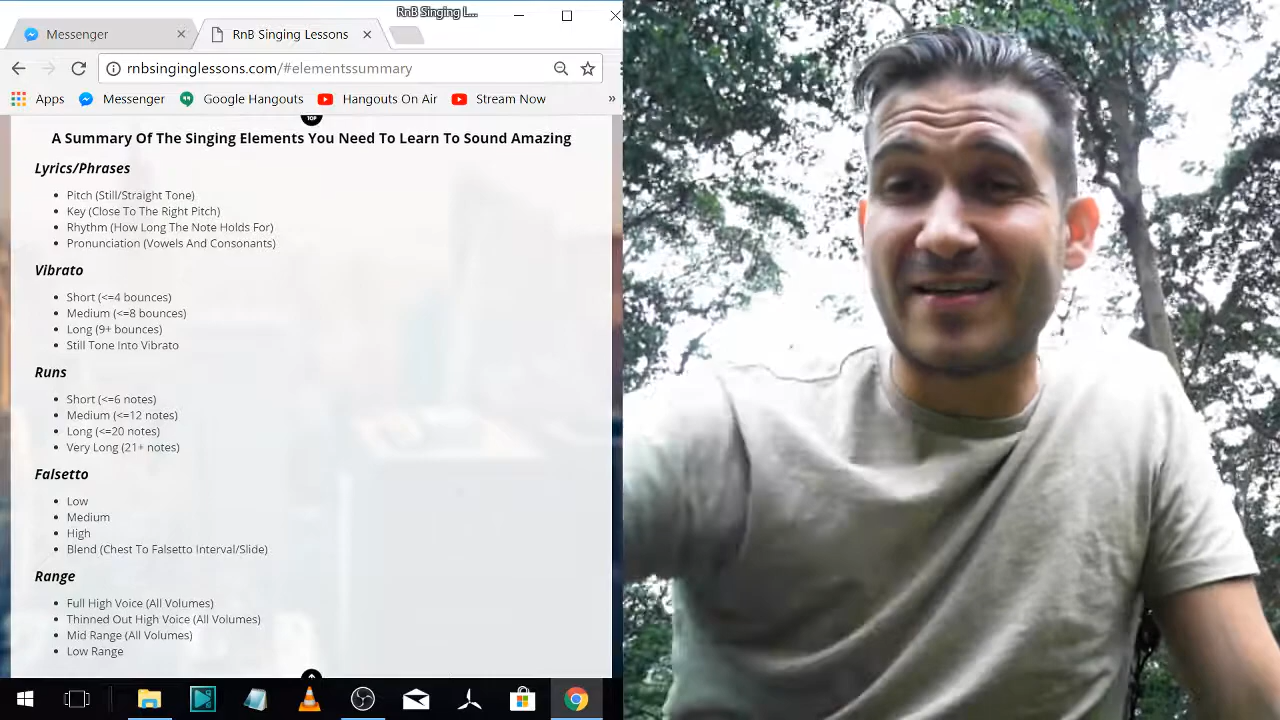 RnB Singing L...
Messenger
RnB Singing Lessons
rnbsinginglessons.com/#elementssummary
Apps Messenger Google Hangouts Hangouts On Air Stream Now »
TOP
A Summary Of The Singing Elements You Need To Learn To Sound Amazing
Lyrics/Phrases
• Pitch (Still/Straight Tone)
• Key (Close To The Right Pitch)
• Rhythm (How Long The Note Holds For)
• Pronunciation (Vowels And Consonants)
Vibrato
• Short (<=4 bounces)
• Medium (<=8 bounces)
• Long (9+ bounces)
• Still Tone Into Vibrato
Runs
• Short (<=6 notes)
• Medium (<=12 notes)
• Long (<=20 notes)
• Very Long (21+ notes)
Falsetto
• Low
• Medium
• High
• Blend (Chest To Falsetto Interval/Slide)
Range
• Full High Voice (All Volumes)
• Thinned Out High Voice (All Volumes)
• Mid Range (All Volumes)
• Low Range